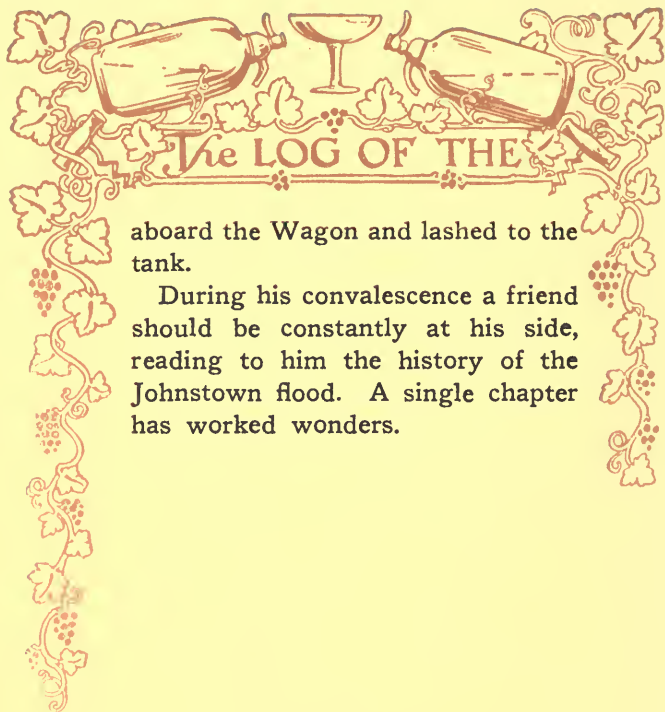 The LOG OF THE
aboard the Wagon and lashed to the
tank.
During his convalescence a friend
should be constantly at his side,
reading to him the history of the
Johnstown flood. A single chapter
has worked wonders.